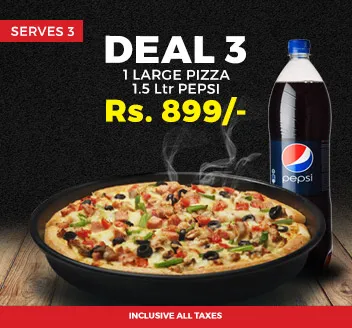 SERVES 3
DEAL 3
1 LARGE PIZZA
1.5 Ltr PEPSI
Rs. 899/-
pepsi
INCLUSIVE ALL TAXES